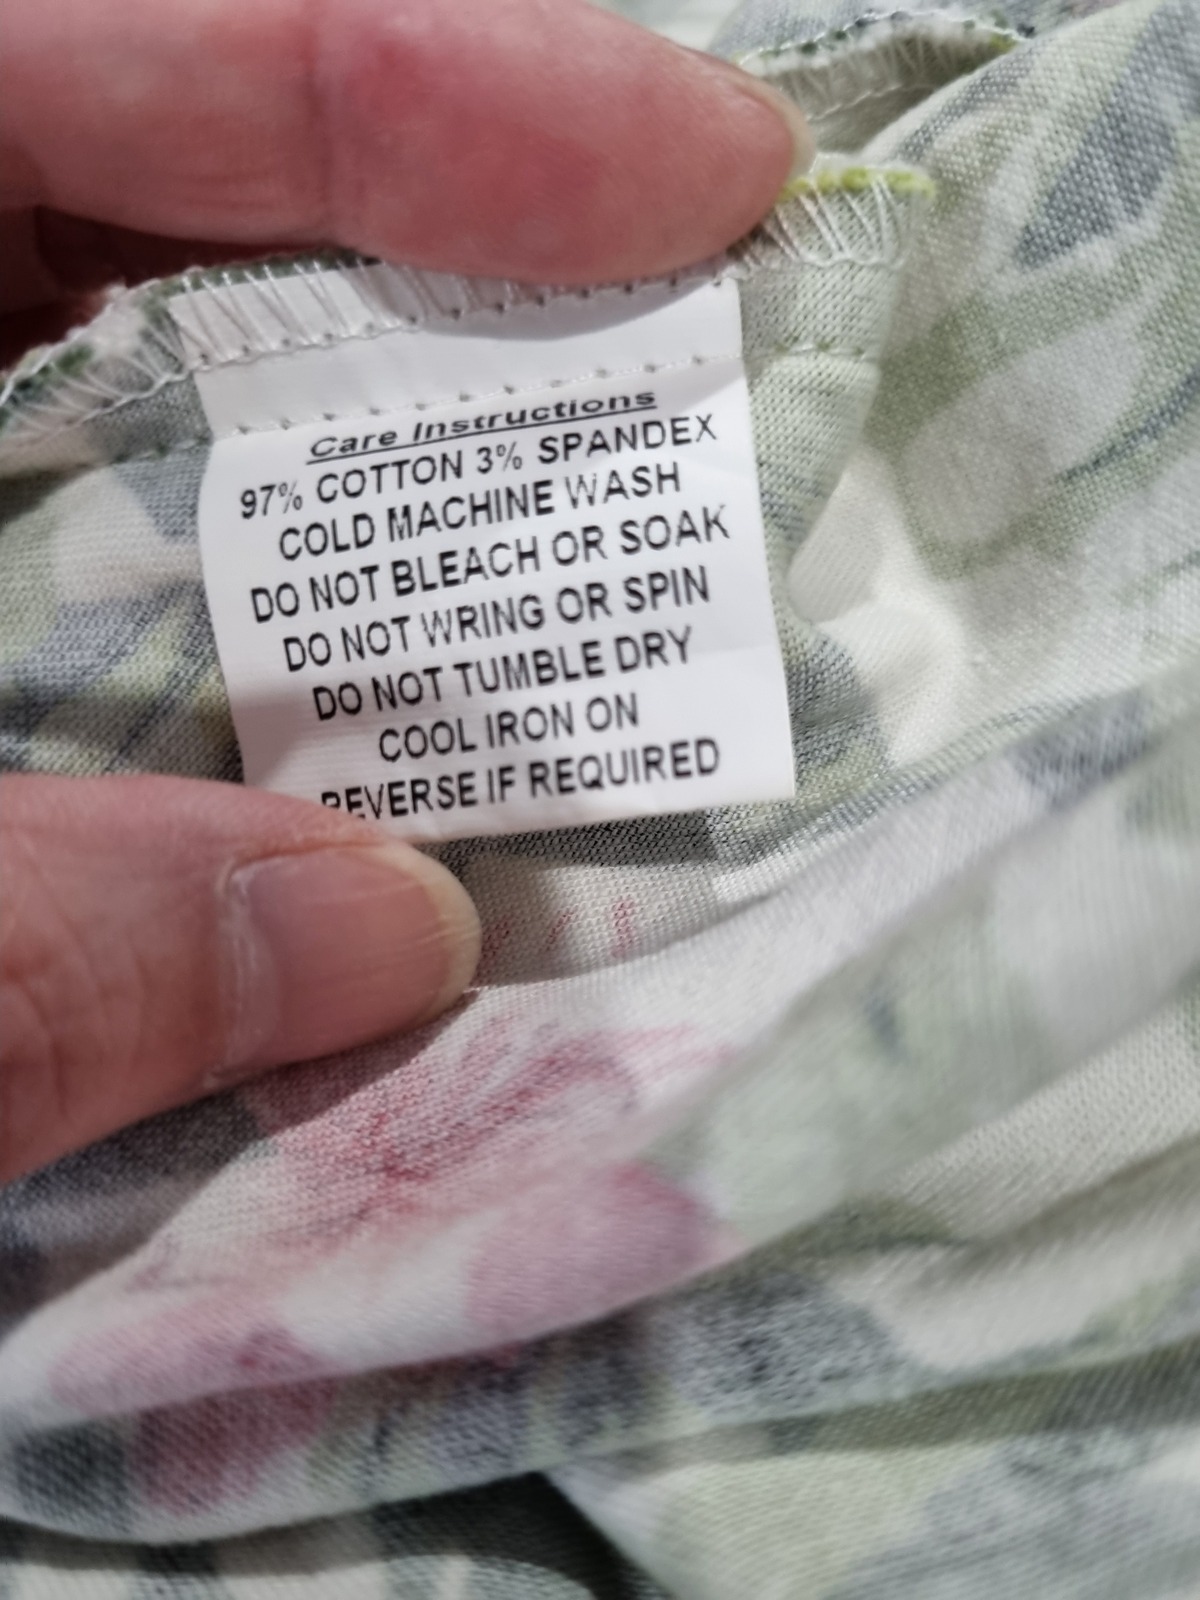 Care Instructions
97% COTTON 3% SPANDEX
COLD MACHINE WASH
DO NOT BLEACH OR SOAK
DO NOT WRING OR SPIN
DO NOT TUMBLE DRY
COOL IRON ON
REVERSE IF REQUIRED